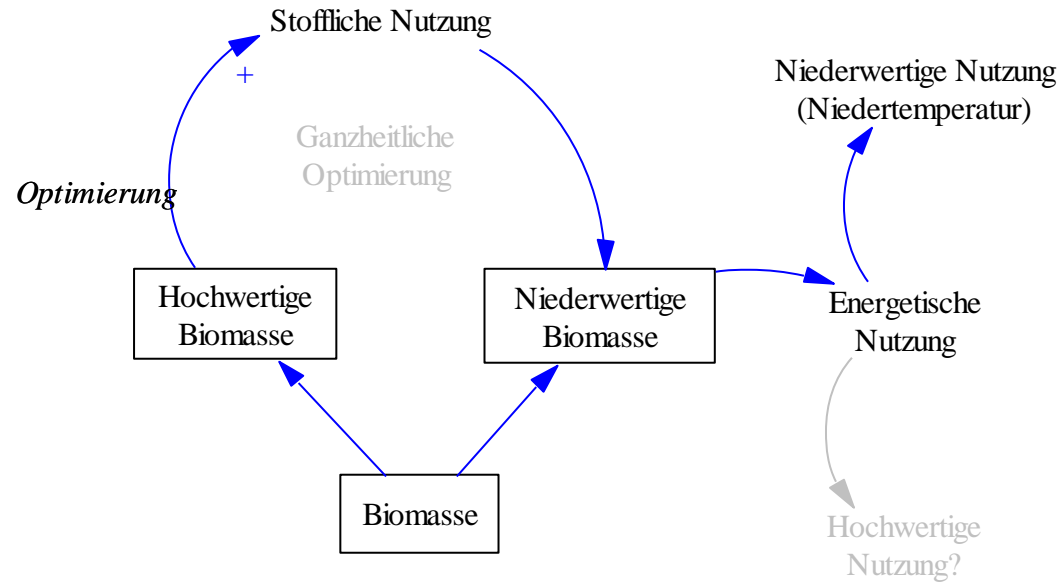 Stoffliche Nutzung
+
Niederwertige Nutzung
(Niedertemperatur)
Ganzheitliche
Optimierung
Optimierung
Hochwertige
Biomasse
Niederwertige
Biomasse
Energetische
Nutzung
Biomasse
Hochwertige
Nutzung?